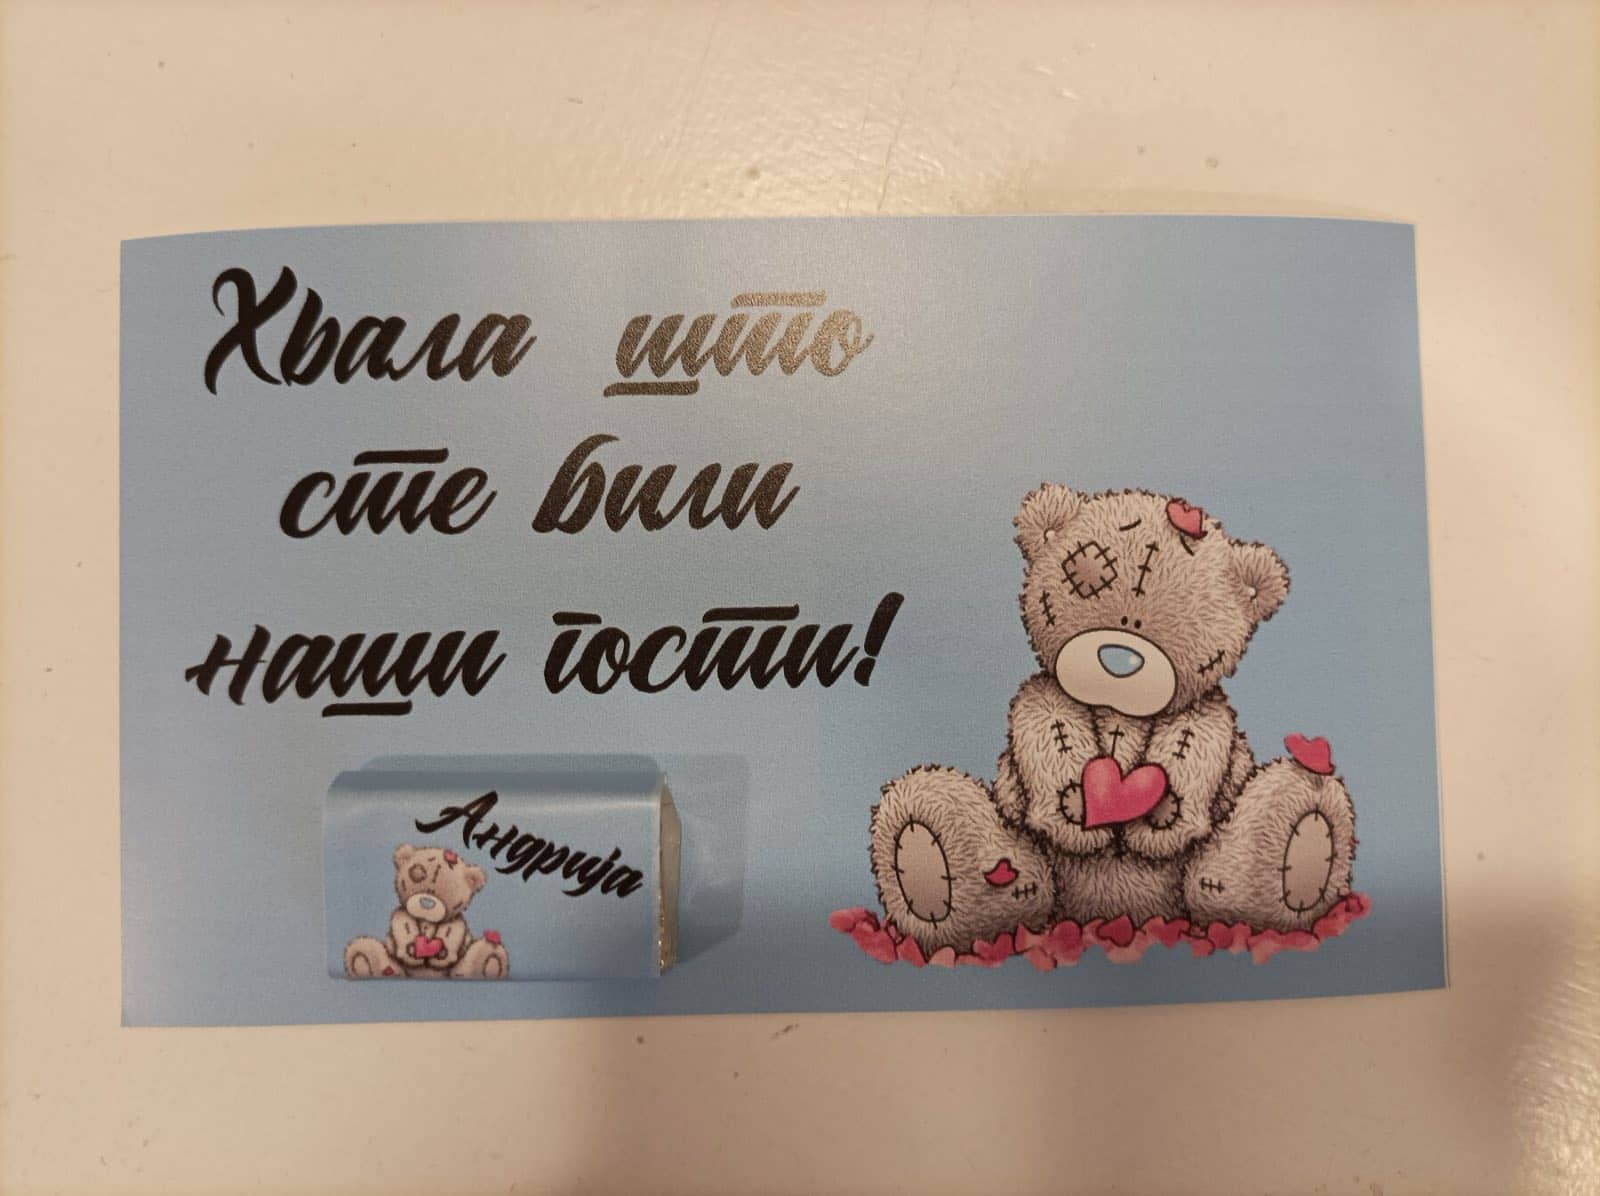 Хвала што
сте били
наши гости!
Андрија